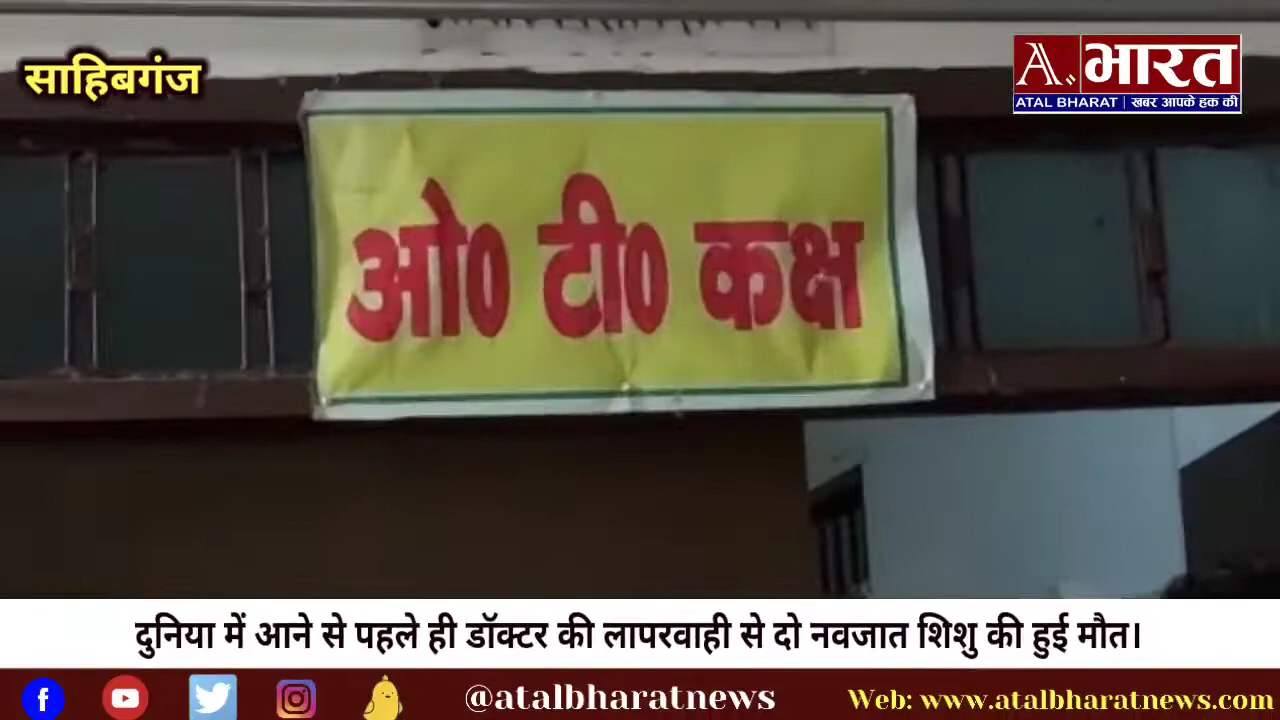 साहिबगंज
A. भारत
ATAL BHARAT | खबर आपके हक की
ओ० टी० कक्ष
दुनिया में आने से पहले ही डॉक्टर की लापरवाही से दो नवजात शिशु की हुई मौत।
@atalbharatnews
Web: www.atalbharatnews.com